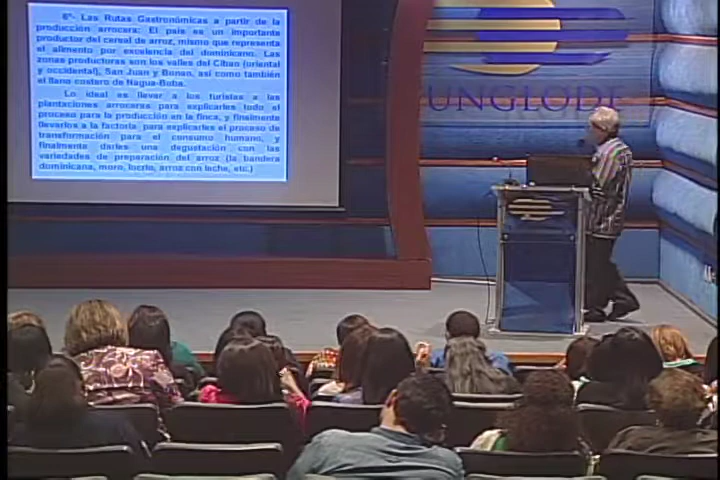 6º- Las Rutas Gastronómicas a partir de la
producción arrocera: El país es un importante
productor del cereal de arroz, mismo que representa
el alimento por excelencia del dominicano. Las
zonas productoras son los valles del Cibao (oriental
y occidental), San Juan y Bonao, así como también
el llano costero de Nagua-Boba.
Lo ideal es llevar a los turistas a las
plantaciones arroceras para explicarles todo el
proceso para la producción en la finca, y finalmente
llevarlos a la factoría para explicarles el proceso de
transformación para el consumo humano, y
finalmente darles una degustación con las
variedades de preparación del arroz (la bandera
dominicana, moro, locrio, arroz con leche, etc.)
FUNGLODE